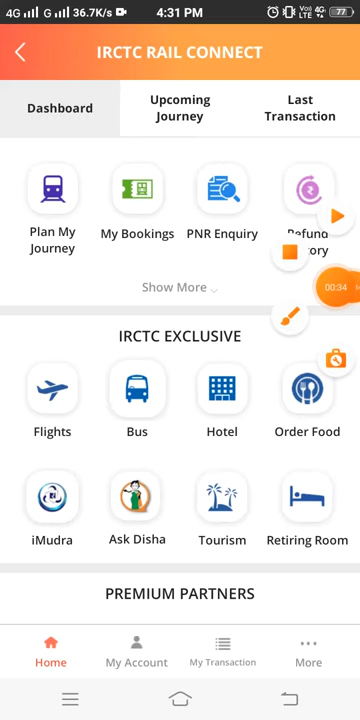 4G G 36.7K/s 4:31 PM Vo) LTE 4G 77
IRCTC RAIL CONNECT
Dashboard
Upcoming
Journey
Last
Transaction
Plan My
Journey
My Bookings
PNR Enquiry
Refund
ory
00:34
Show More
IRCTC EXCLUSIVE
Flights
Bus
Hotel
Order Food
iMudra
Ask Disha
Tourism
Retiring Room
PREMIUM PARTNERS
Home
My Account
My Transaction
More